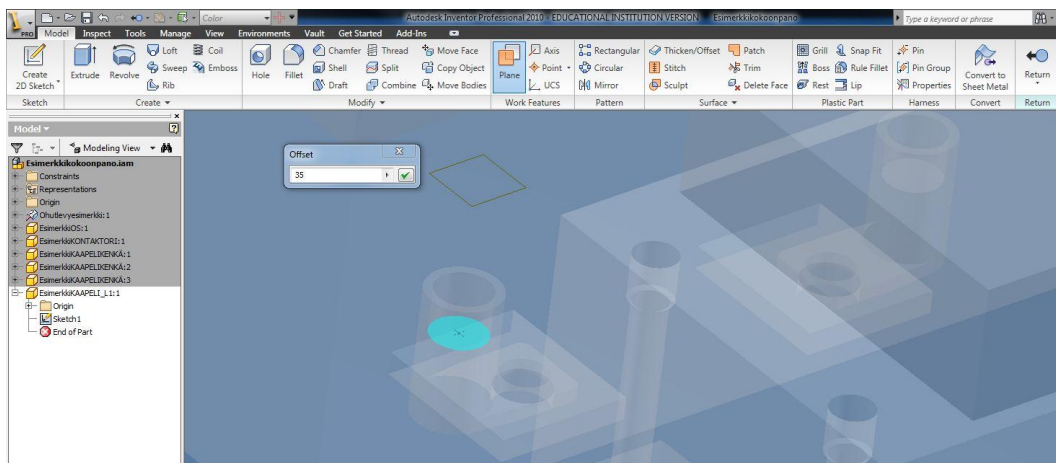 Color
Autodesk Inventor Professional 2010 - EDUCATIONAL INSTITUTION VERSION Esimerkkikokoonpano
Type a keyword or phrase
PRO Model Inspect Tools Manage View Environments Vault Get Started Add-Ins
Create 2D Sketch Extrude Revolve Loft Sweep Rib Coil Emboss
Hole Fillet Chamfer Shell Draft Thread Split Combine Move Face Copy Object Move Bodies
Plane Axis Point UCS
Rectangular Circular Mirror
Thicken/Offset Stitch Sculpt Patch Trim Delete Face
Grill Boss Rest Snap Fit Rule Fillet Lip
Pin Pin Group Properties
Convert to Sheet Metal
Return
Sketch Create Modify Work Features Pattern Surface Plastic Part Harness Convert Return
Model
Modeling View
Esimerkkikokoonpano.iam
Constraints
Representations
Origin
Ohutlevyesimerkki:1
EsimerkkiOS:1
EsimerkkiKONTAKTORI:1
EsimerkkiKAAPELIKENKÄ:1
EsimerkkiKAAPELIKENKÄ:2
EsimerkkiKAAPELIKENKÄ:3
EsimerkkiKAAPELI_L1:1
Origin
Sketch1
End of Part
Offset
35